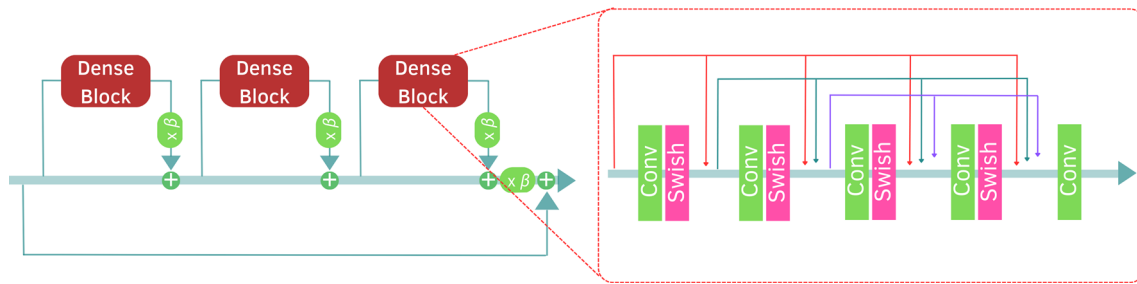 Dense
Block
Dense
Block
Dense
Block
x β
x β
x β
+
+
+
x β
+
Conv
Swish
Conv
Swish
Conv
Swish
Conv
Swish
Conv